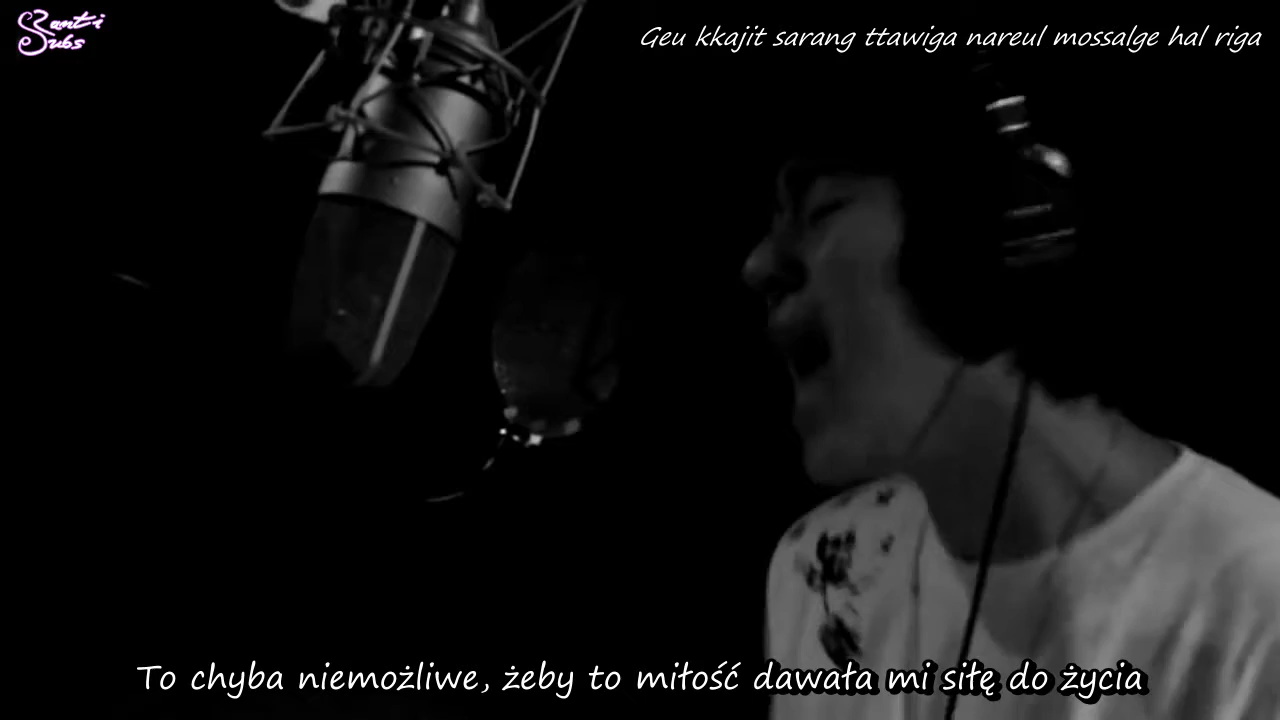 Santi
Subs
Geu kkajit sarang ttawiga nareul mossalge hal riga
To chyba niemożliwe, żeby to miłość dawała mi siłę do życia